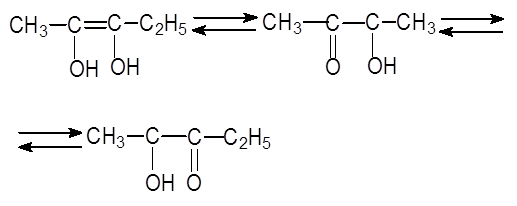 CH3—C=C—C2H5 ⇌ CH3—C—C—CH3 ⇌
OH OH O OH
⇌ CH3—C—C—C2H5
OH O